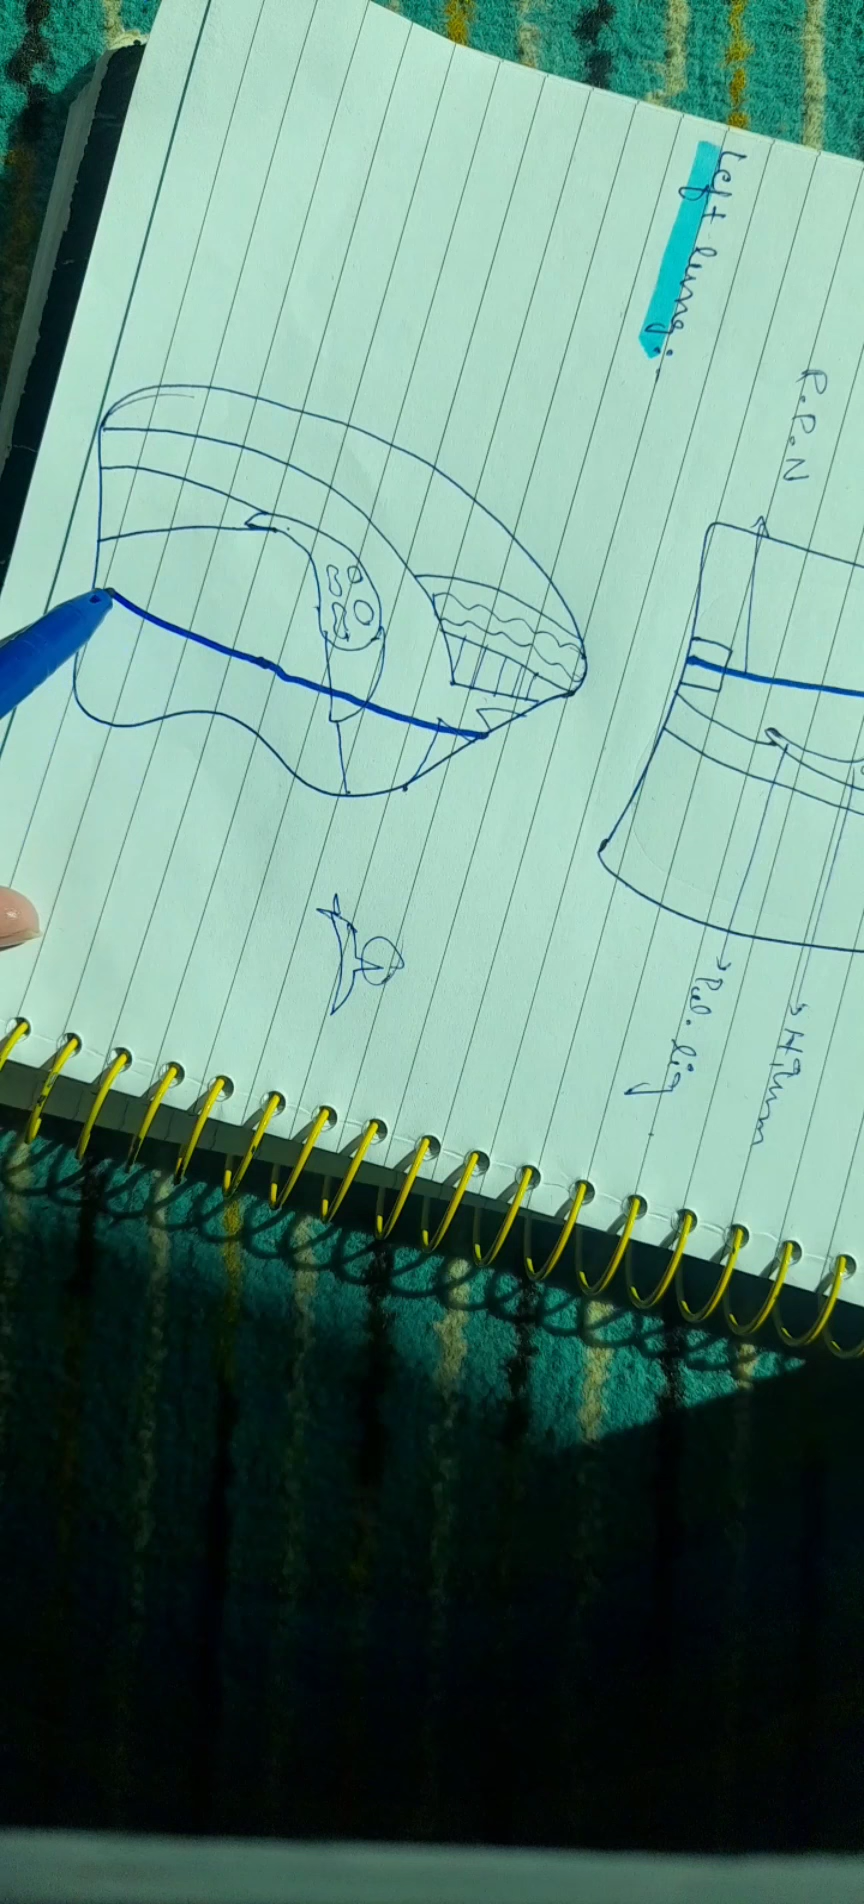 R.P.N
→ Hilum
→ Pul. lig.
Left lung: